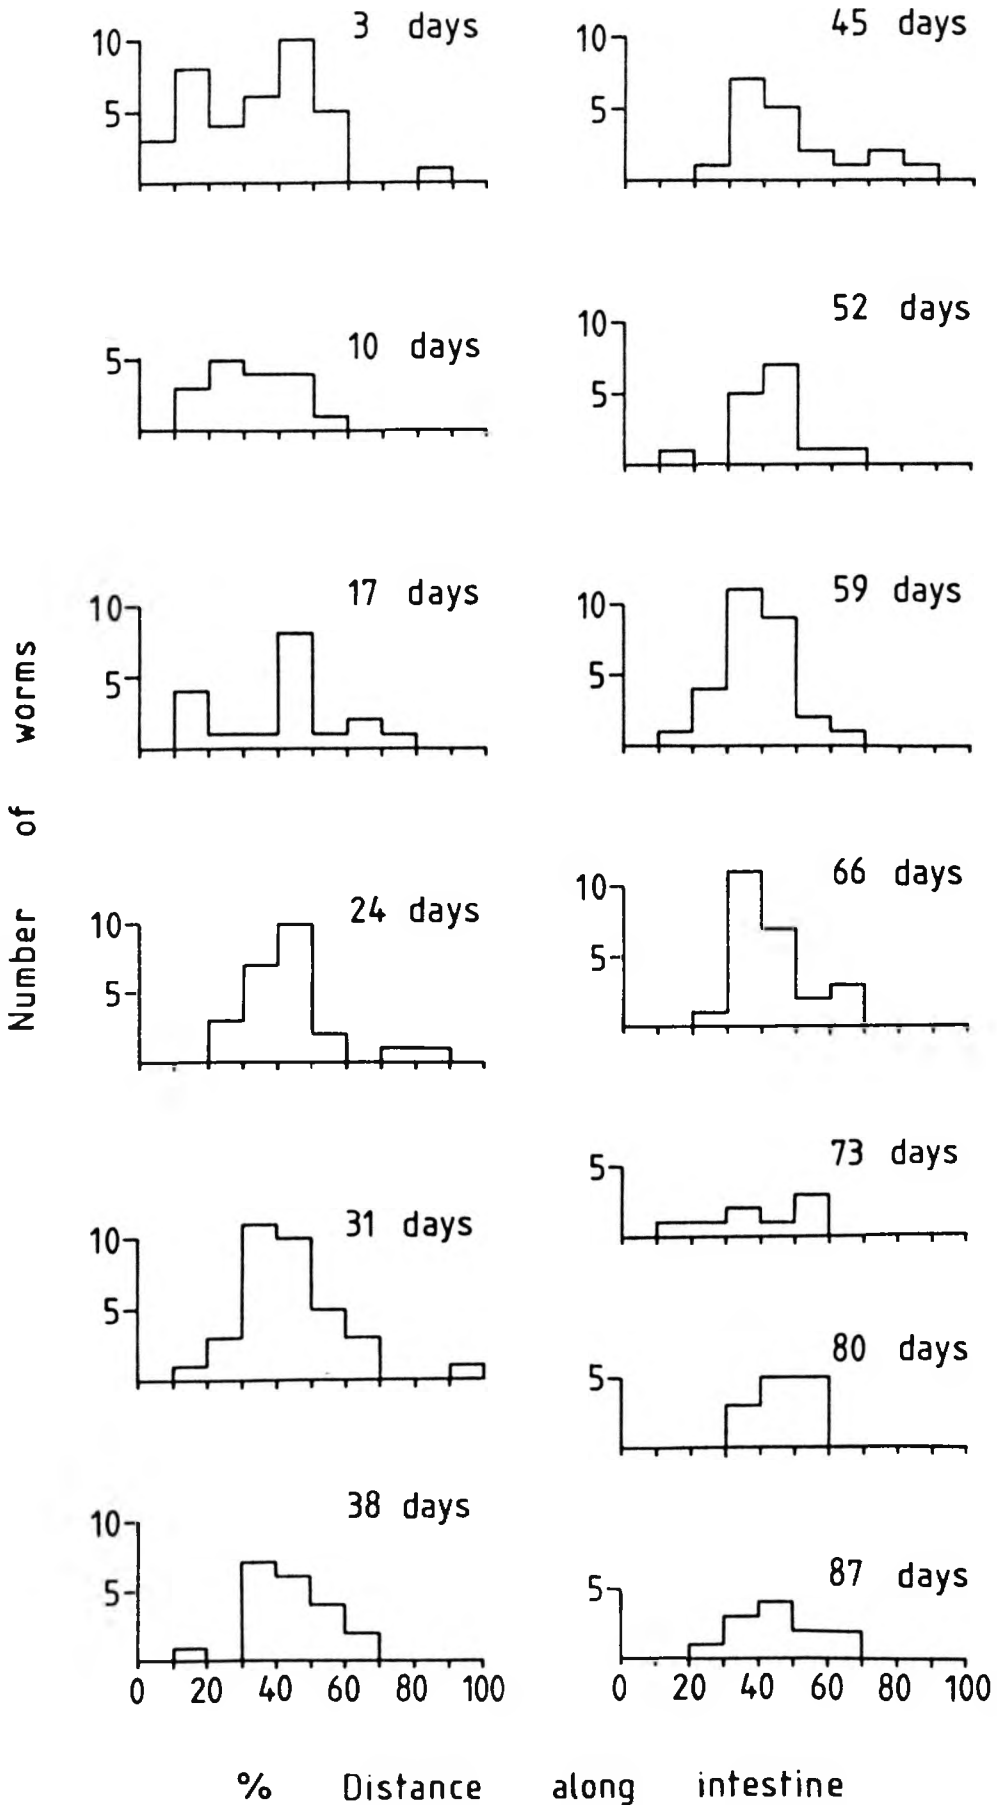 3 days
10
5
10 days
5
17 days
10
5
24 days
10
5
31 days
10
5
38 days
10
5
0 20 40 60 80 100
45 days
10
5
52 days
10
5
59 days
10
5
66 days
10
5
73 days
5
80 days
5
87 days
5
0 20 40 60 80 100
Number of worms
% Distance along intestine